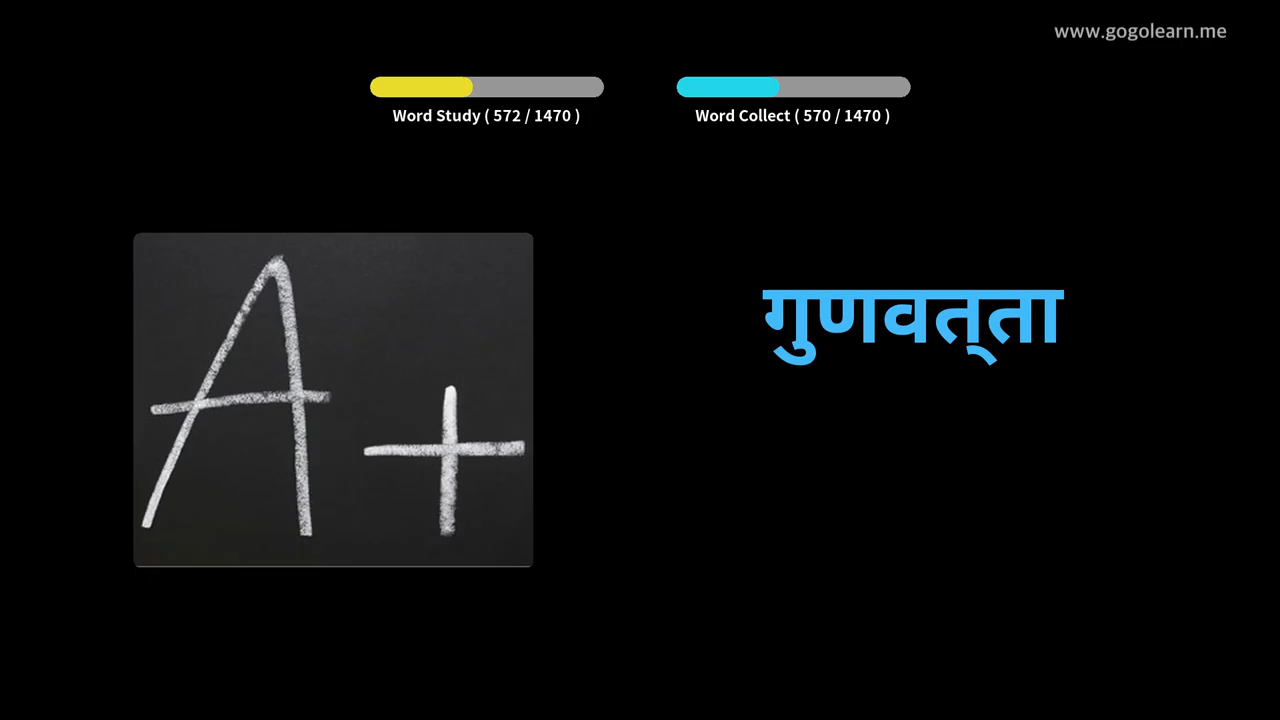 www.gogolearn.me
Word Study ( 572 / 1470 )
Word Collect ( 570 / 1470 )
A+
गुणवत्‌ता